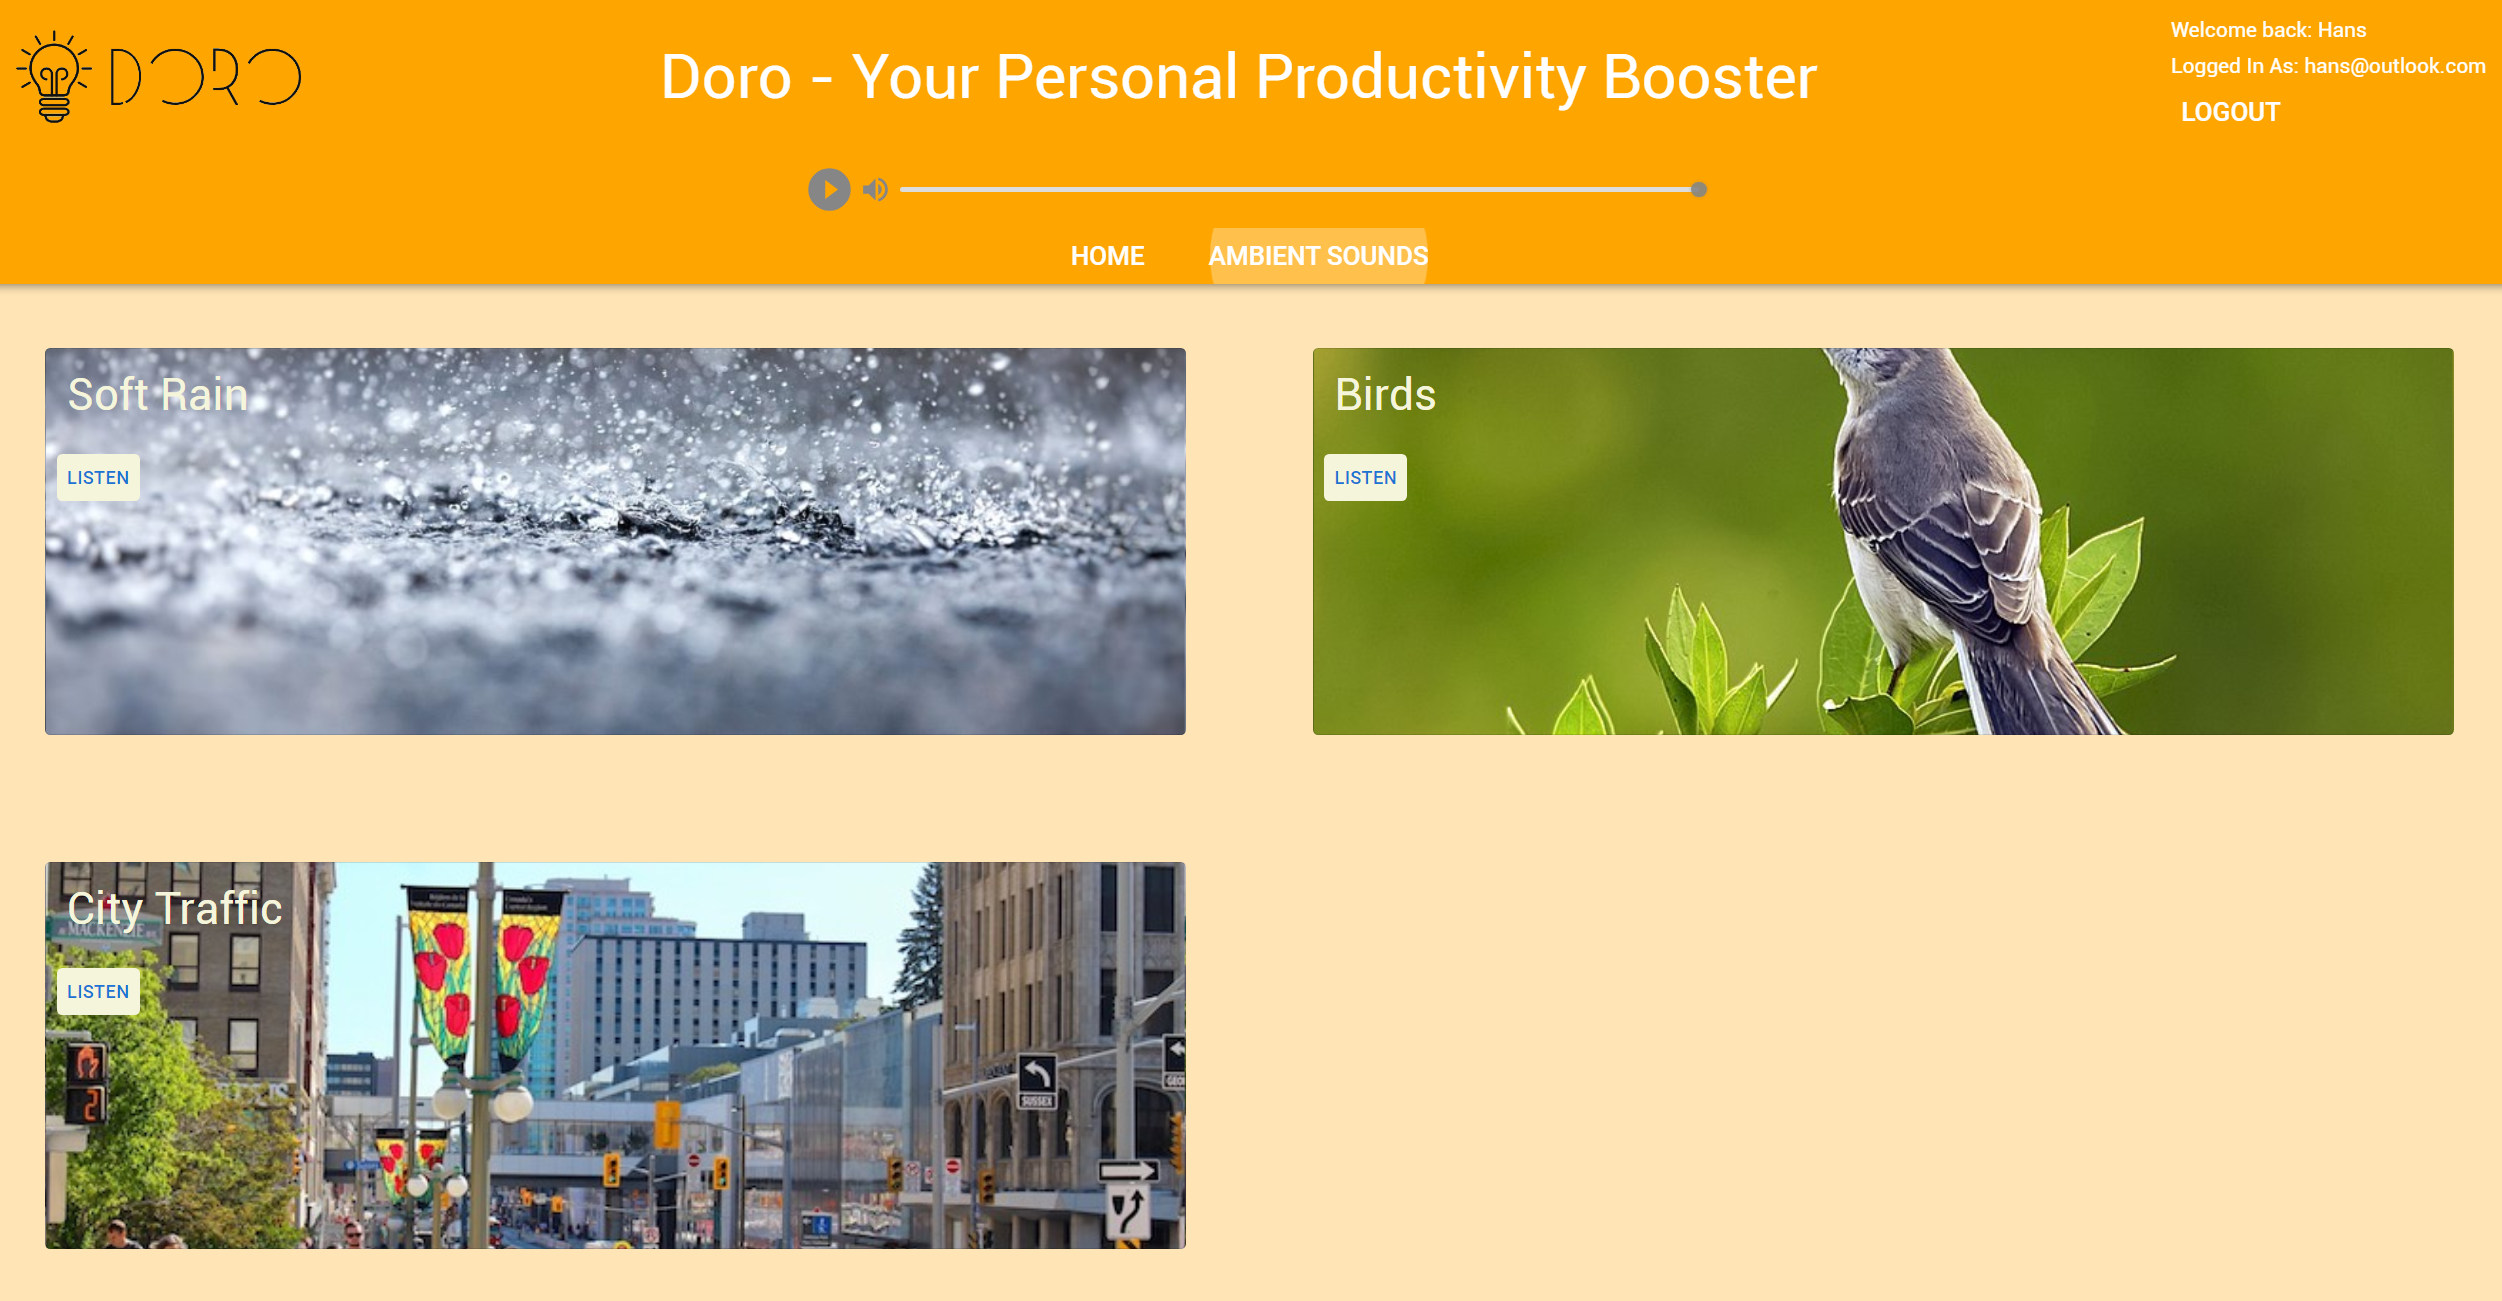 DORO
Doro - Your Personal Productivity Booster
Welcome back: Hans
Logged In As: hans@outlook.com
LOGOUT
HOME
AMBIENT SOUNDS
Soft Rain
LISTEN
Birds
LISTEN
City Traffic
MACKENZIE
LISTEN
2
SUSSEX